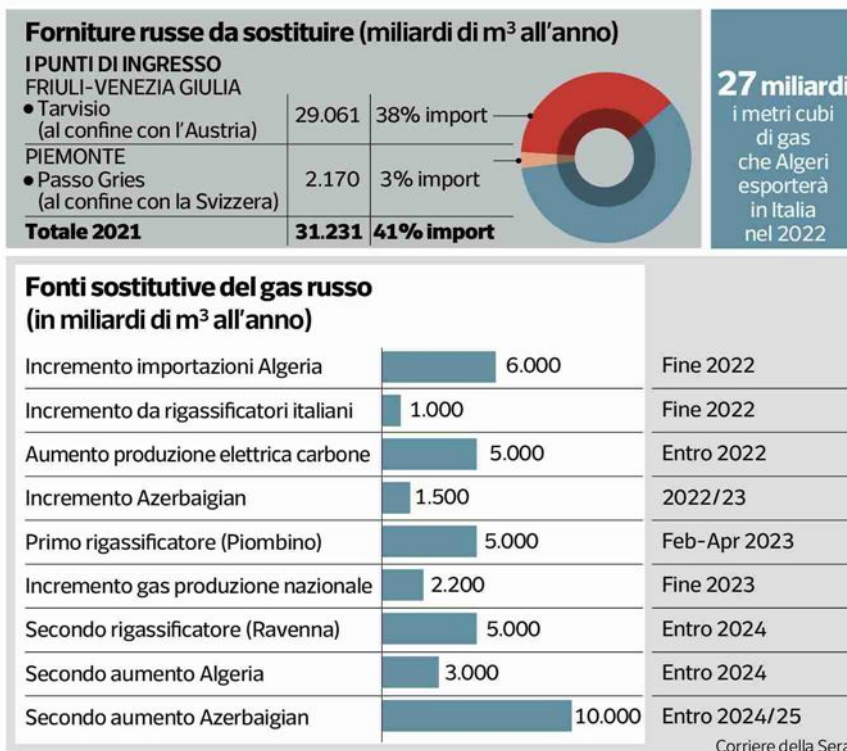 Forniture russe da sostituire (miliardi di m³ all'anno)
I PUNTI DI INGRESSO
FRIULI-VENEZIA GIULIA
• Tarvisio
(al confine con l'Austria)
29.061
38% import
PIEMONTE
• Passo Gries
(al confine con la Svizzera)
2.170
3% import
Totale 2021
31.231
41% import
27 miliardi
i metri cubi
di gas
che Algeri
esporterà
in Italia
nel 2022
Fonti sostitutive del gas russo
(in miliardi di m³ all'anno)
Incremento importazioni Algeria
6.000
Fine 2022
Incremento da rigassificatori italiani
1.000
Fine 2022
Aumento produzione elettrica carbone
5.000
Entro 2022
Incremento Azerbaigian
1.500
2022/23
Primo rigassificatore (Piombino)
5.000
Feb-Apr 2023
Incremento gas produzione nazionale
2.200
Fine 2023
Secondo rigassificatore (Ravenna)
5.000
Entro 2024
Secondo aumento Algeria
3.000
Entro 2024
Secondo aumento Azerbaigian
10.000
Entro 2024/25
Corriere della Sera